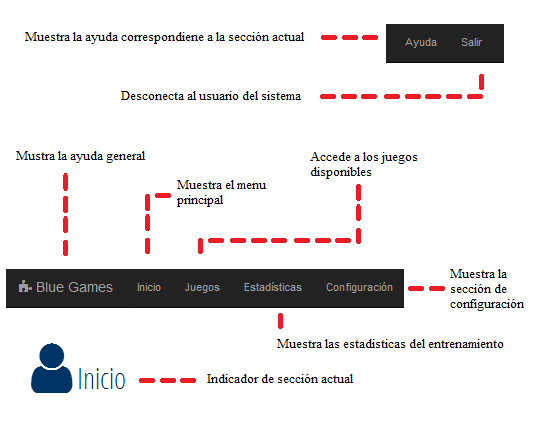 Muestra la ayuda correspondiene a la sección actual
Ayuda
Salir
Desconecta al usuario del sistema
Mustra la ayuda general
Accede a los juegos
disponibles
Muestra el menu
principal
Blue Games
Inicio
Juegos
Estadísticas
Configuración
Muestra la
sección de
configuración
Muestra las estadisticas del entrenamiento
Inicio
Indicador de sección actual